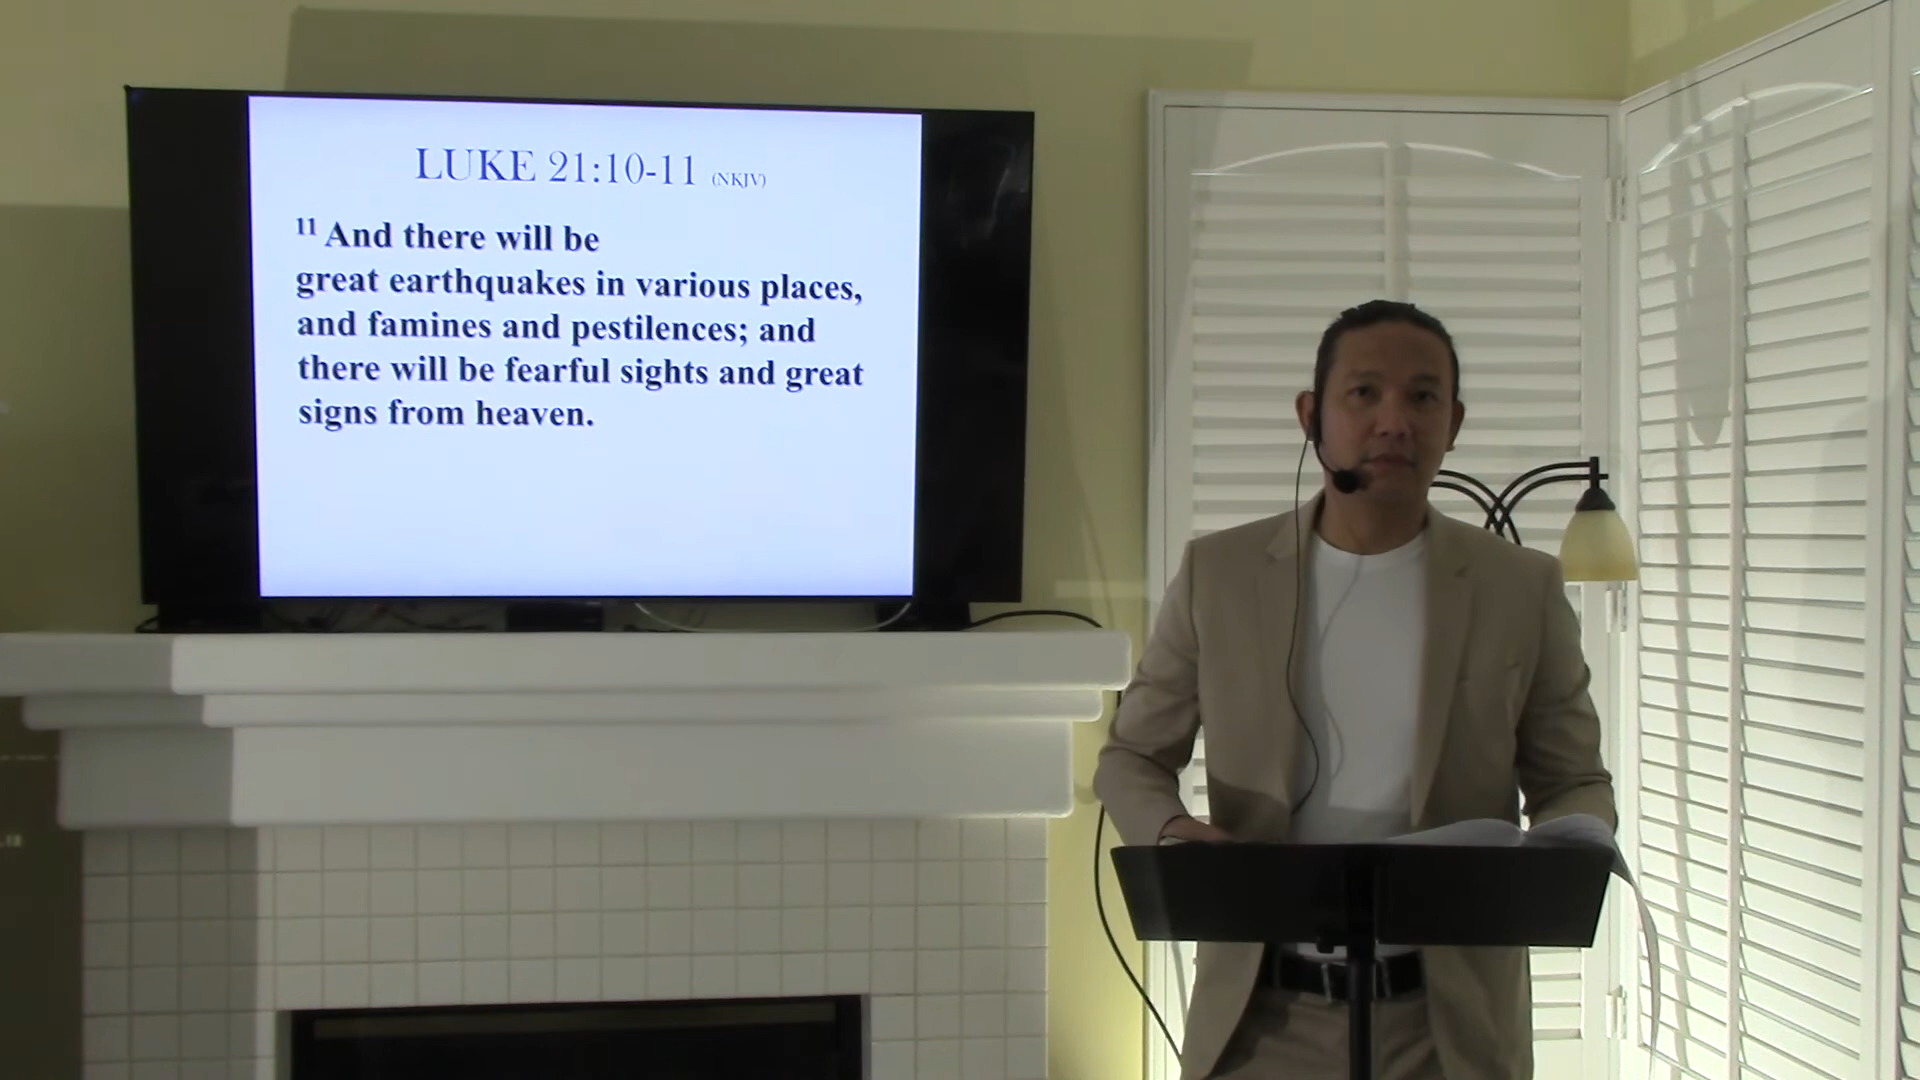 LUKE 21:10-11 (NKJV)
11 And there will be
great earthquakes in various places,
and famines and pestilences; and
there will be fearful sights and great
signs from heaven.